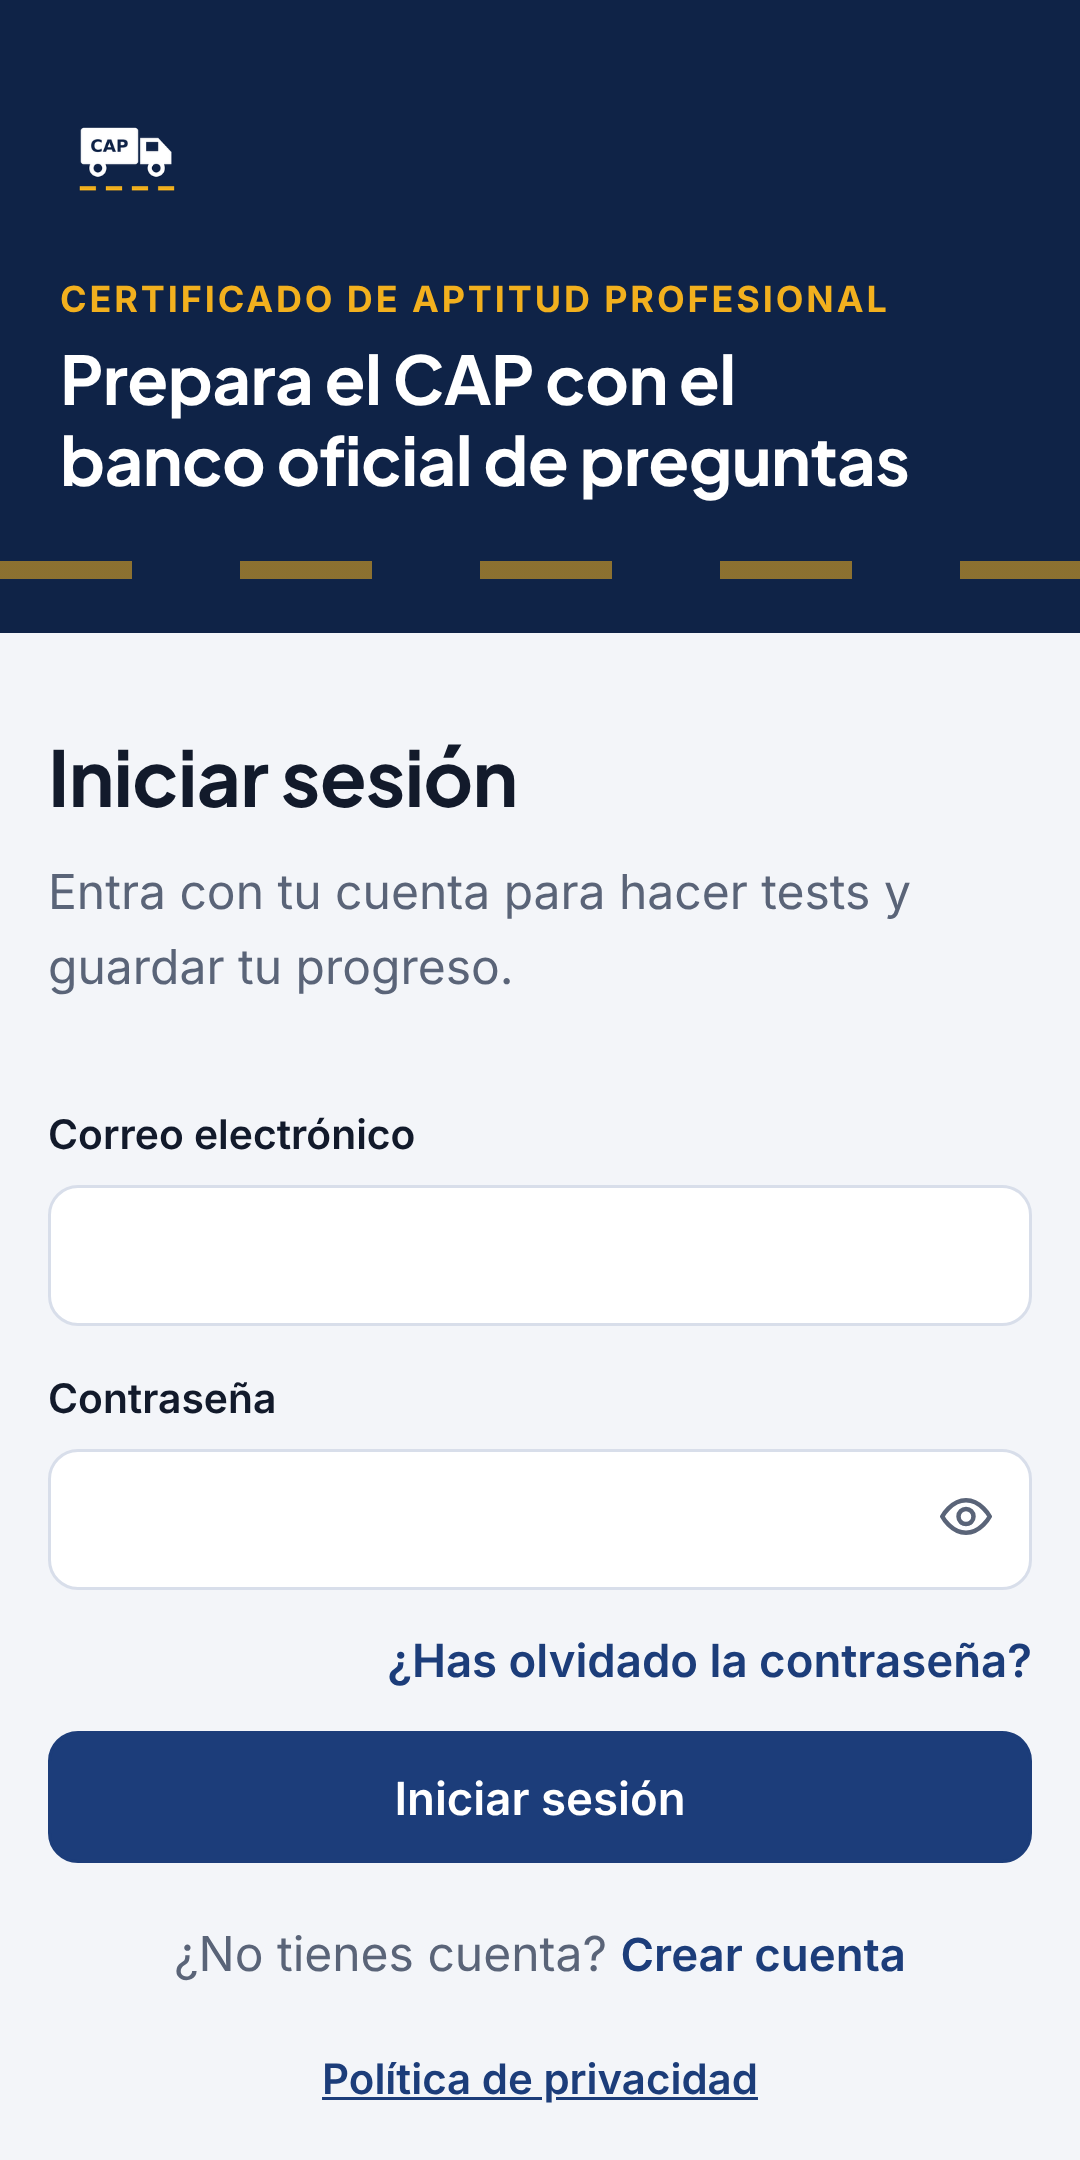 CAP
CERTIFICADO DE APTITUD PROFESIONAL
Prepara el CAP con el
banco oficial de preguntas
Iniciar sesión
Entra con tu cuenta para hacer tests y
guardar tu progreso.
Correo electrónico
Contraseña
¿Has olvidado la contraseña?
Iniciar sesión
¿No tienes cuenta? Crear cuenta
Política de privacidad